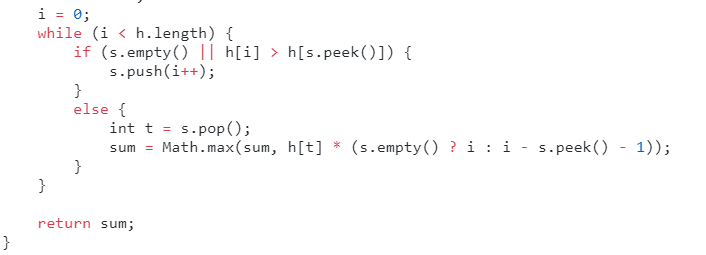 i = 0;
while (i < h.length) {
if (s.empty() || h[i] > h[s.peek()]) {
s.push(i++);
}
else {
int t = s.pop();
sum = Math.max(sum, h[t] * (s.empty() ? i : i - s.peek() - 1));
}
}
return sum;
}